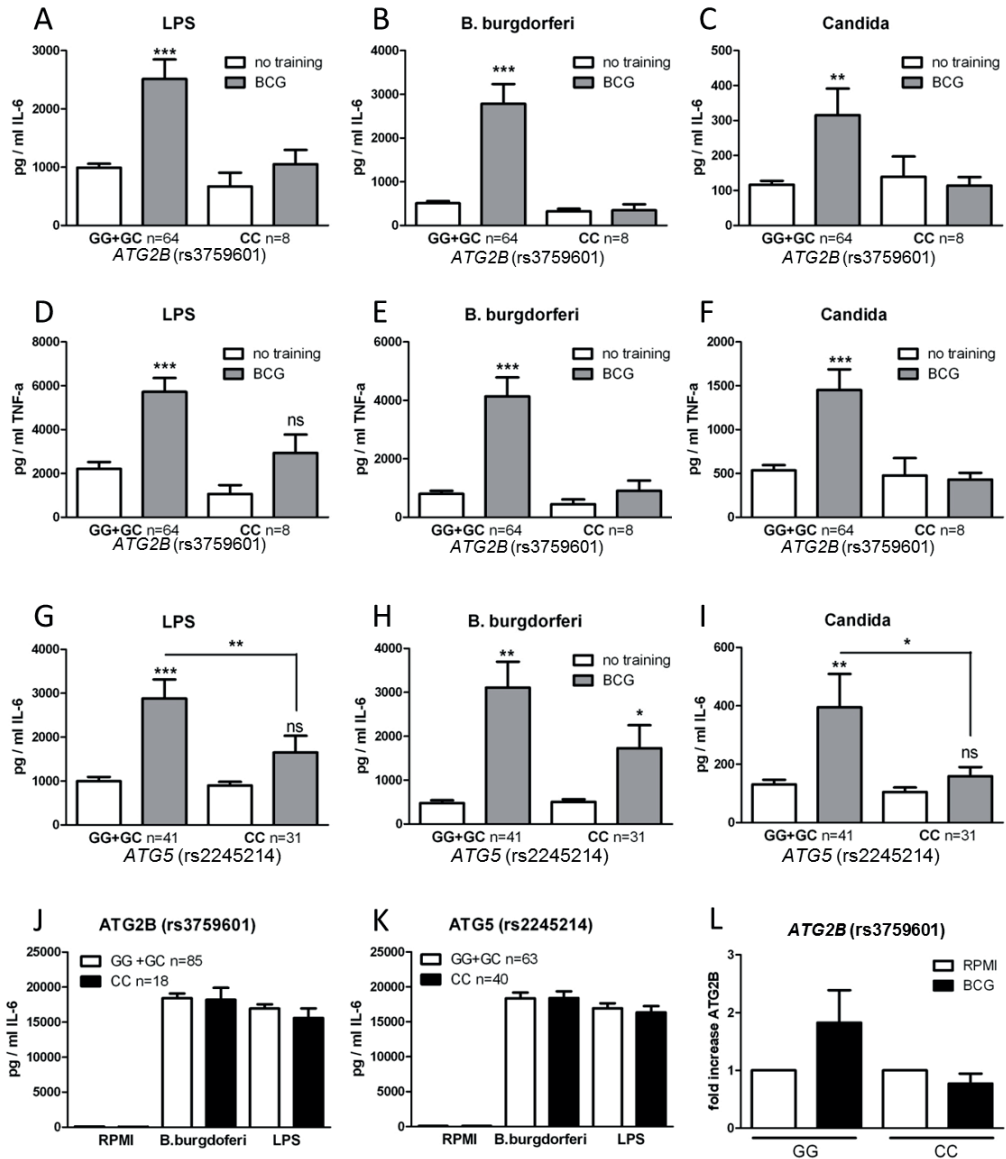 A
LPS
pg / ml IL-6
3000
2000
1000
0
***
no training
BCG
GG+GC n=64 CC n=8
ATG2B (rs3759601)
B
B. burgdorferi
pg / ml IL-6
4000
3000
2000
1000
0
***
no training
BCG
GG+GC n=64 CC n=8
ATG2B (rs3759601)
C
Candida
pg / ml IL-6
500
400
300
200
100
0
**
no training
BCG
GG+GC n=64 CC n=8
ATG2B (rs3759601)
D
LPS
pg / ml TNF-a
8000
6000
4000
2000
0
***
ns
no training
BCG
GG+GC n=64 CC n=8
ATG2B (rs3759601)
E
B. burgdorferi
pg / ml TNF-a
6000
4000
2000
0
***
no training
BCG
GG+GC n=64 CC n=8
ATG2B (rs3759601)
F
Candida
pg / ml TNF-a
2000
1500
1000
500
0
***
no training
BCG
GG+GC n=64 CC n=8
ATG2B (rs3759601)
G
LPS
pg / ml IL-6
4000
3000
2000
1000
0
**
***
ns
GG+GC n=41 CC n=31
ATG5 (rs2245214)
H
B. burgdorferi
pg / ml IL-6
4000
3000
2000
1000
0
**
*
no training
BCG
GG+GC n=41 CC n=31
ATG5 (rs2245214)
I
Candida
pg / ml IL-6
600
400
200
0
*
**
ns
GG+GC n=41 CC n=31
ATG5 (rs2245214)
J
ATG2B (rs3759601)
pg / ml IL-6
25000
20000
15000
10000
5000
0
GG +GC n=85
CC n=18
RPMI B.burgdoferi LPS
K
ATG5 (rs2245214)
pg / ml IL-6
25000
20000
15000
10000
5000
0
GG+GC n=63
CC n=40
RPMI B.burgdoferi LPS
L
ATG2B (rs3759601)
fold increase ATG2B
3
2
1
0
RPMI
BCG
GG CC